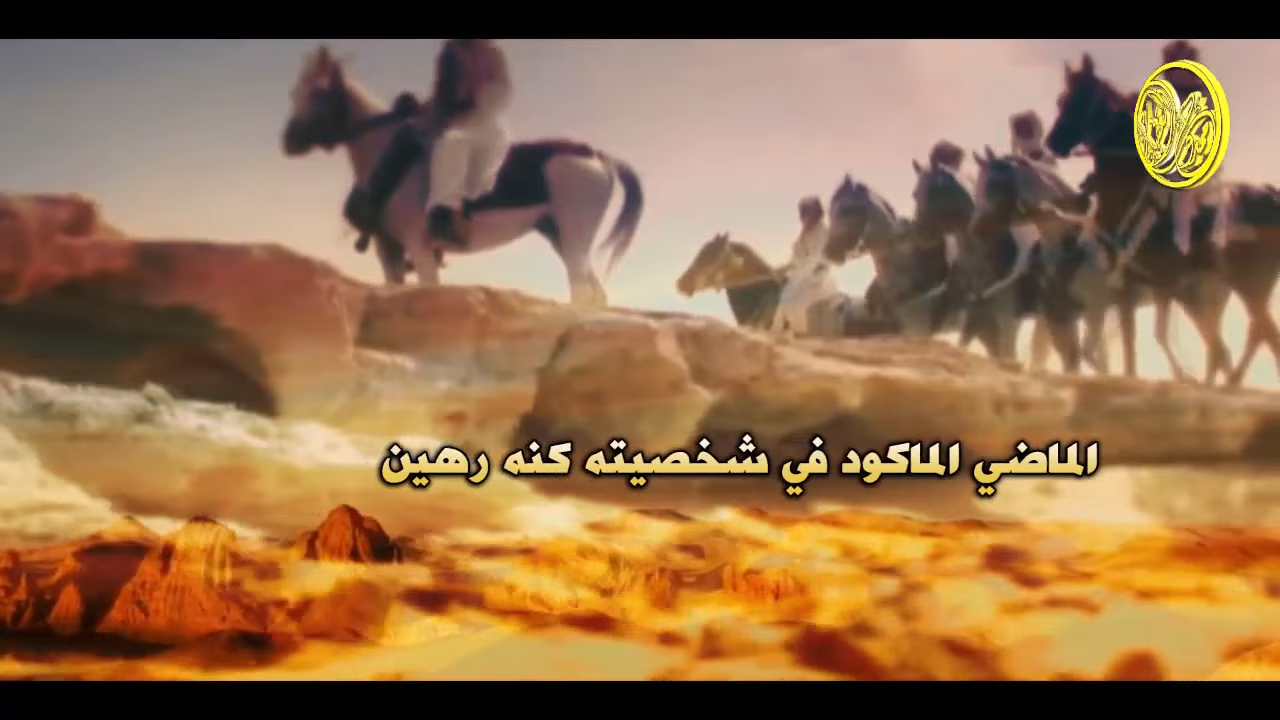 الماضي الماكود في شخصيته كنه رهين